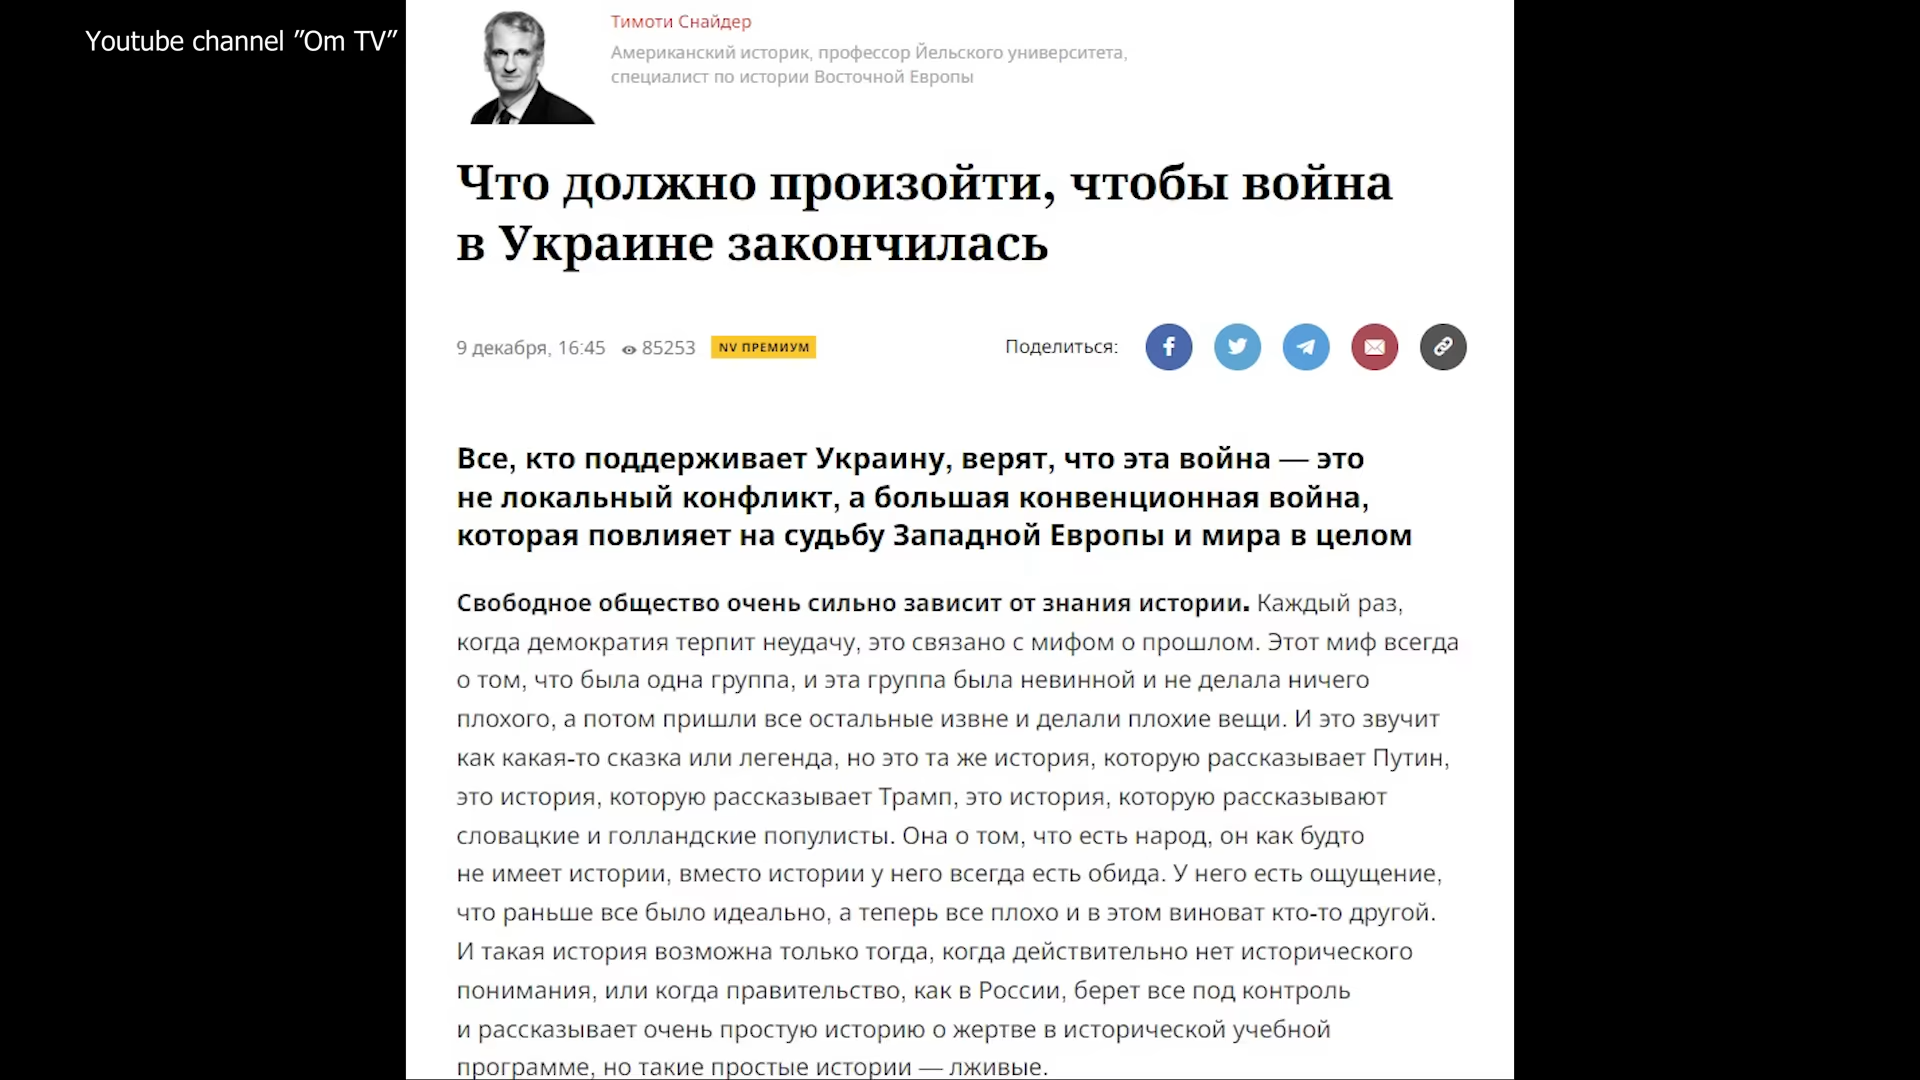 Youtube channel ”Om TV”
Тимоти Снайдер
Американский историк, профессор Йельского университета,
специалист по истории Восточной Европы
Что должно произойти, чтобы война
в Украине закончилась
9 декабря, 16:45 85253 NV ПРЕМИУМ
Поделиться:
Все, кто поддерживает Украину, верят, что эта война — это
не локальный конфликт, а большая конвенционная война,
которая повлияет на судьбу Западной Европы и мира в целом
Свободное общество очень сильно зависит от знания истории. Каждый раз,
когда демократия терпит неудачу, это связано с мифом о прошлом. Этот миф всегда
о том, что была одна группа, и эта группа была невинной и не делала ничего
плохого, а потом пришли все остальные извне и делали плохие вещи. И это звучит
как какая-то сказка или легенда, но это та же история, которую рассказывает Путин,
это история, которую рассказывает Трамп, это история, которую рассказывают
словацкие и голландские популисты. Она о том, что есть народ, он как будто
не имеет истории, вместо истории у него всегда есть обида. У него есть ощущение,
что раньше все было идеально, а теперь все плохо и в этом виноват кто-то другой.
И такая история возможна только тогда, когда действительно нет исторического
понимания, или когда правительство, как в России, берет все под контроль
и рассказывает очень простую историю о жертве в исторической учебной
программе, но такие простые истории — лживые.